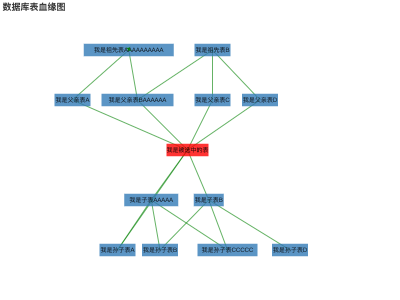 数据库表血缘图
我是祖先表AAAAAAAAAA
我是祖先表B
我是父亲表A
我是父亲表BAAAAAA
我是父亲表C
我是父亲表D
我是被选中的表
我是子表AAAAA
我是子表B
我是孙子表A
我是孙子表B
我是孙子表CCCCC
我是孙子表D